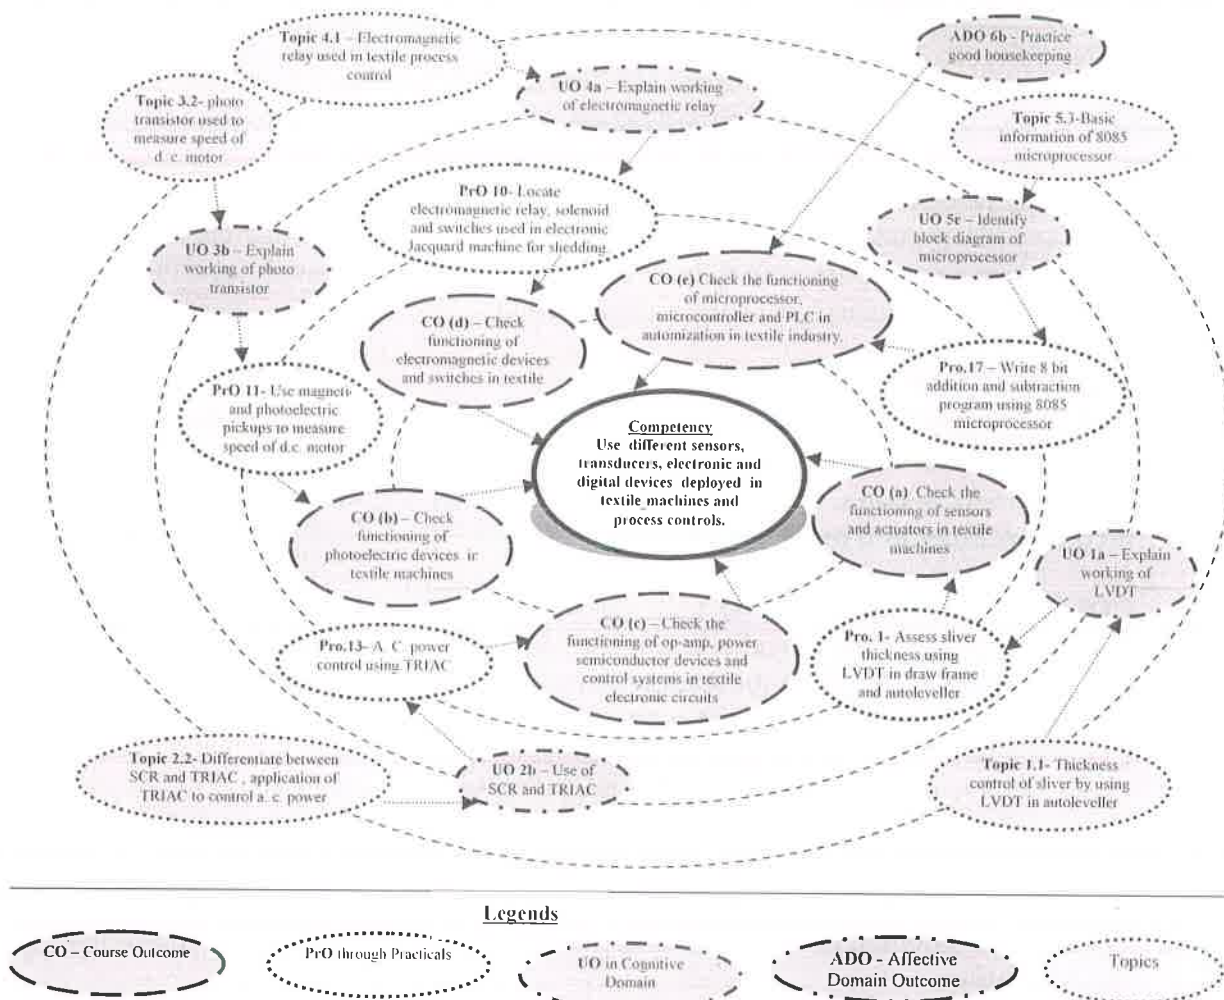 Topic 4.1 – Electromagnetic
relay used in textile process
control
ADO 6b - Practice
good housekeeping
UO 4a – Explain working
of electromagnetic relay
Topic 3.2- photo
transistor used to
measure speed of
d. c. motor
Topic 5.3-Basic
information of 8085
microprocessor
PrO 10- Locate
electromagnetic relay, solenoid
and switches used in electronic
Jacquard machine for shedding.
UO 5c – Identify
block diagram of
microprocessor
UO 3b – Explain
working of photo
transistor
CO (e) Check the functioning
of microprocessor,
microcontroller and PLC in
automization in textile industry.
CO (d) – Check
functioning of
electromagnetic devices
and switches in textile
Pro.17 – Write 8 bit
addition and subtraction
program using 8085
microprocessor
PrO 11- Use magneti
and photoelectric
pickups to measure
speed of d.c. motor
Competency
Use different sensors,
transducers, electronic and
digital devices deployed in
textile machines and
process controls.
CO (a) Check the
functioning of sensors
and actuators in textile
machines
CO (b) – Check
functioning of
photoelectric devices in
textile machines
UO 1a – Explain
working of
LVDT
CO (c) – Check the
functioning of op-amp, power
semiconductor devices and
control systems in textile
electronic circuits
Pro.13- A. C. power
control using TRIAC
Pro. 1- Assess sliver
thickness using
LVDT in draw frame
and autoleveller
Topic 2.2- Differentiate between
SCR and TRIAC , application of
TRIAC to control a. c. power
UO 2b – Use of
SCR and TRIAC
Topic 1.1- Thickness
control of sliver by using
LVDT in autoleveller
Legends
CO – Course Outcome
PrO through Practicals
UO in Cognitive
Domain
ADO - Affective
Domain Outcome
Topics